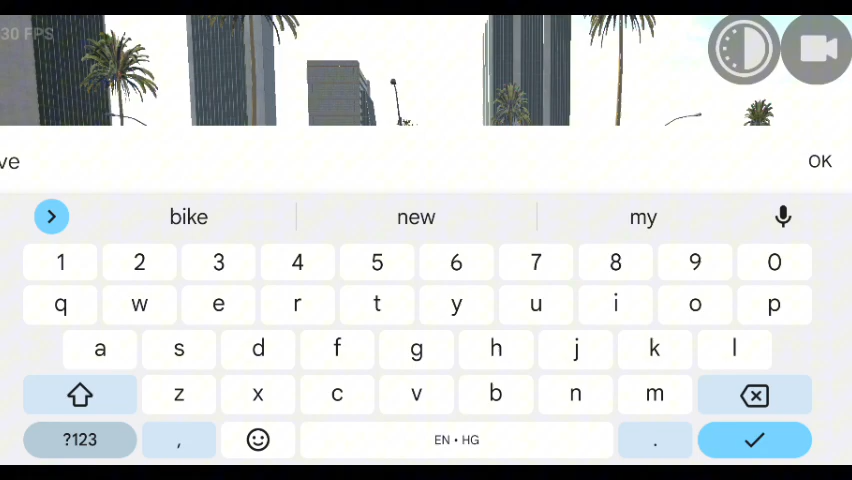 30 FPS
ve
OK
bike new my
1 2 3 4 5 6 7 8 9 0
q w e r t y u i o p
a s d f g h j k l
z x c v b n m
?123 , EN • HG .